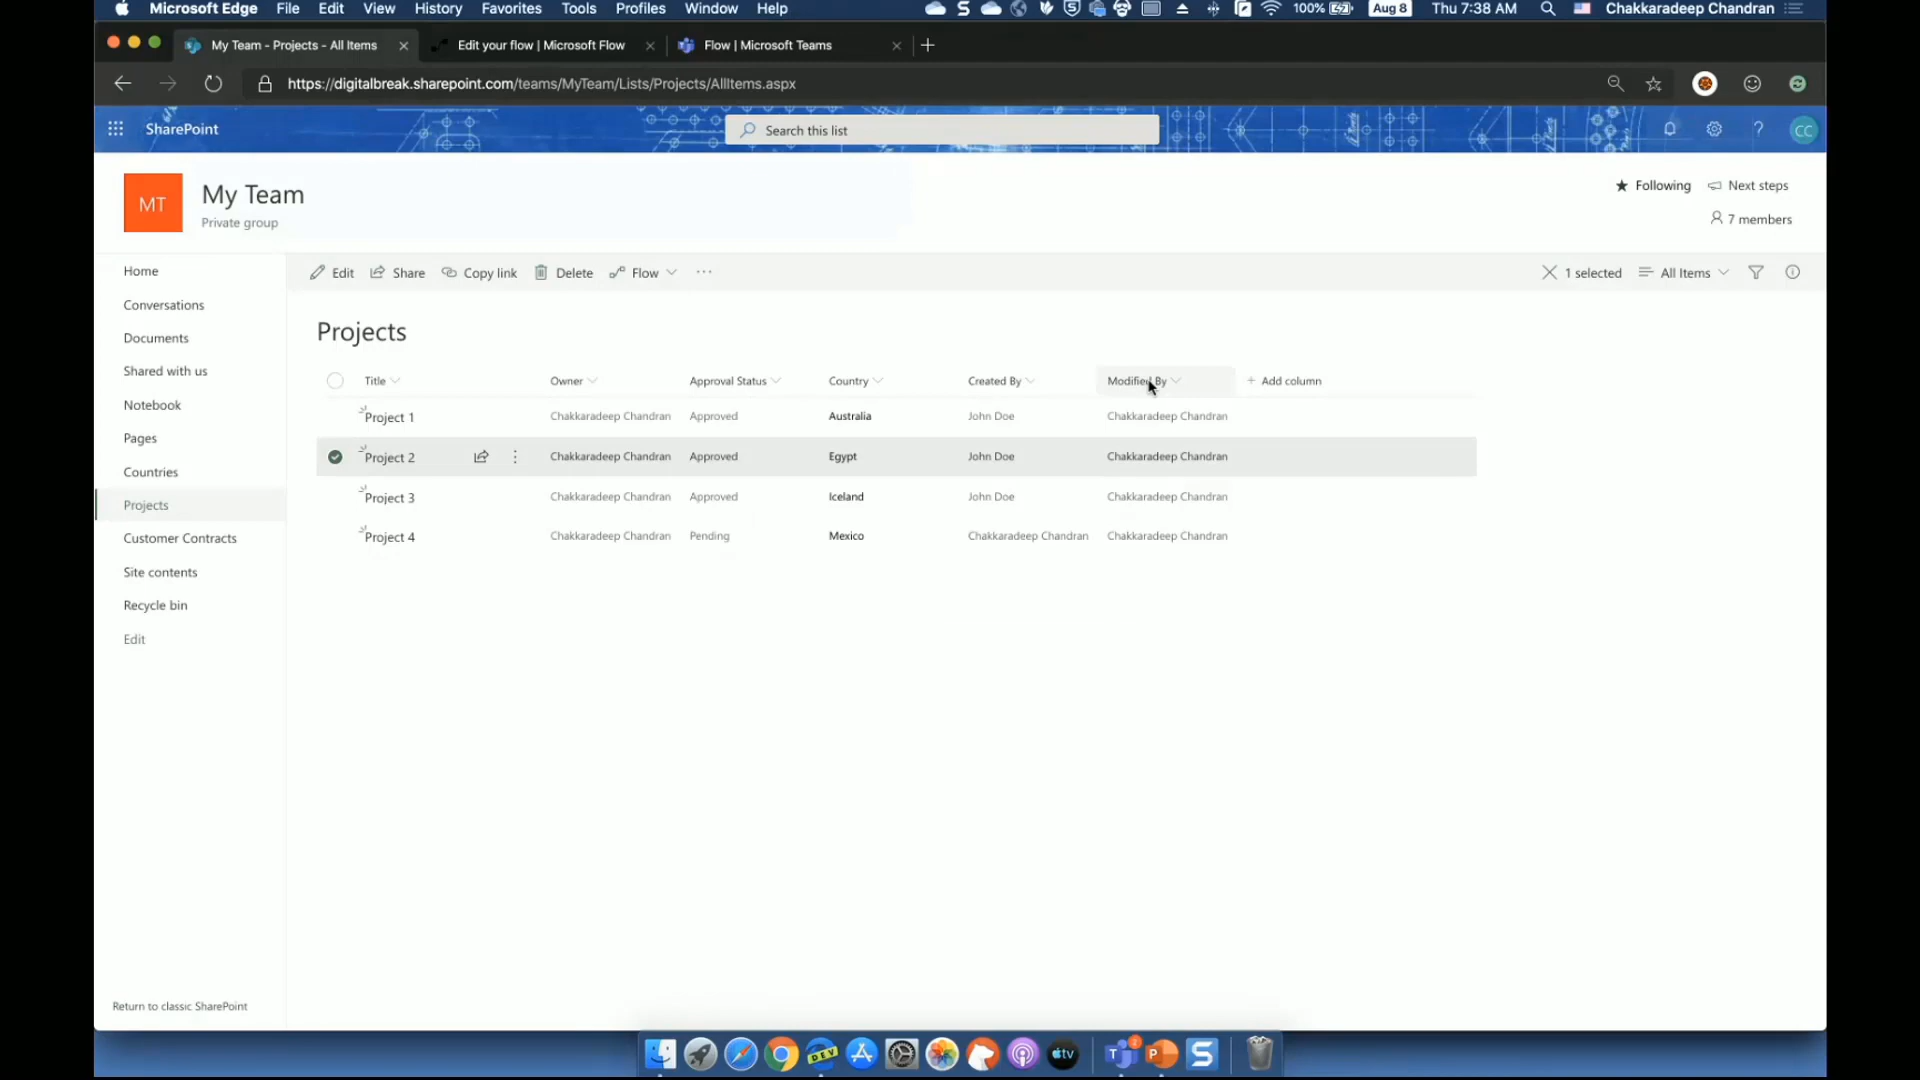 Microsoft Edge File Edit View History Favorites Tools Profiles Window Help 100% Aug 8 Thu 7:38 AM Chakkaradeep Chandran
My Team - Projects - All Items Edit your flow | Microsoft Flow Flow | Microsoft Teams
https://digitalbreak.sharepoint.com/teams/MyTeam/Lists/Projects/AllItems.aspx
SharePoint Search this list ? CC
MT My Team
Private group
Following Next steps
7 members
Home
Conversations
Documents
Shared with us
Notebook
Pages
Countries
Projects
Customer Contracts
Site contents
Recycle bin
Edit
Return to classic SharePoint
Edit Share Copy link Delete Flow ··· 1 selected All Items
Projects
Title Owner Approval Status Country Created By Modified By + Add column
Project 1 Chakkaradeep Chandran Approved Australia John Doe Chakkaradeep Chandran
Project 2 Chakkaradeep Chandran Approved Egypt John Doe Chakkaradeep Chandran
Project 3 Chakkaradeep Chandran Approved Iceland John Doe Chakkaradeep Chandran
Project 4 Chakkaradeep Chandran Pending Mexico Chakkaradeep Chandran Chakkaradeep Chandran
DEV tv T 2 P S